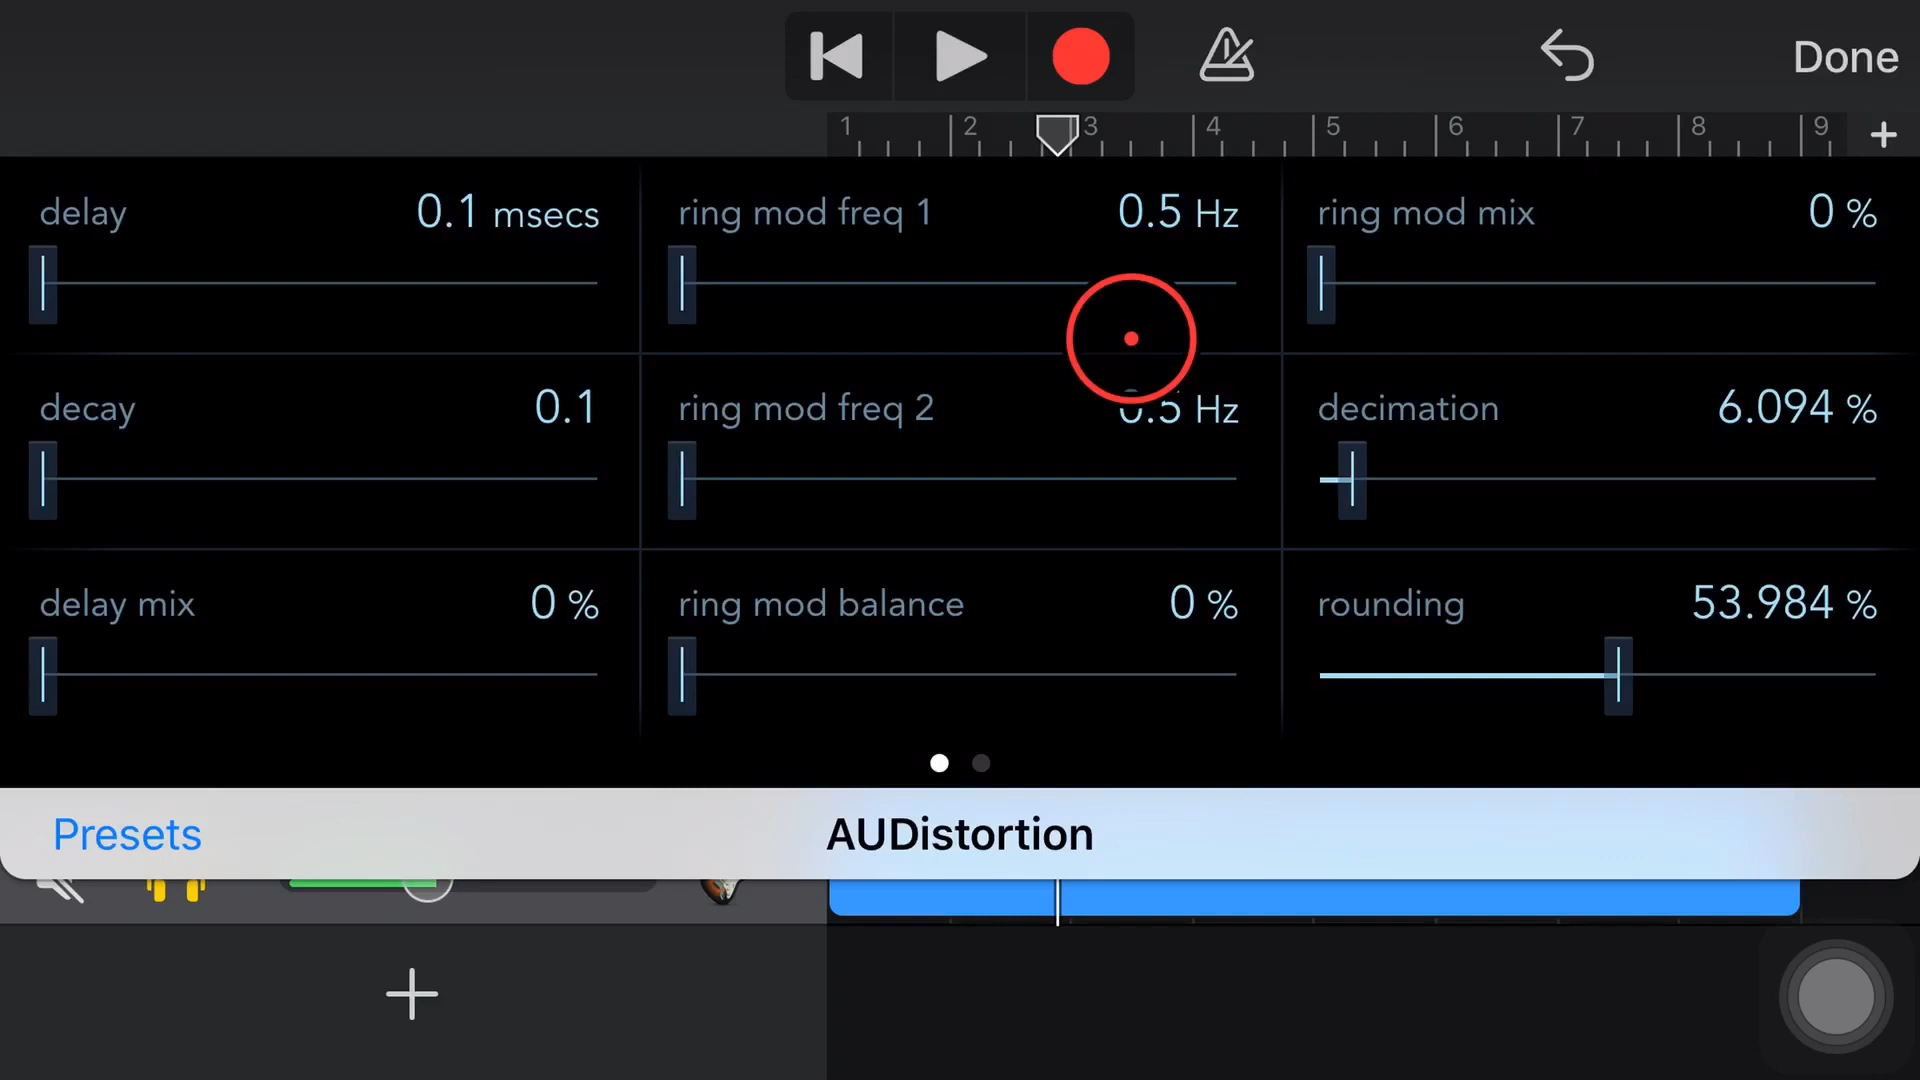 Done
1 2 3 4 5 6 7 8 9
delay 0.1 msecs
ring mod freq 1 0.5 Hz
ring mod mix 0 %
decay 0.1
ring mod freq 2 0.5 Hz
decimation 6.094 %
delay mix 0 %
ring mod balance 0 %
rounding 53.984 %
Presets
AUDistortion